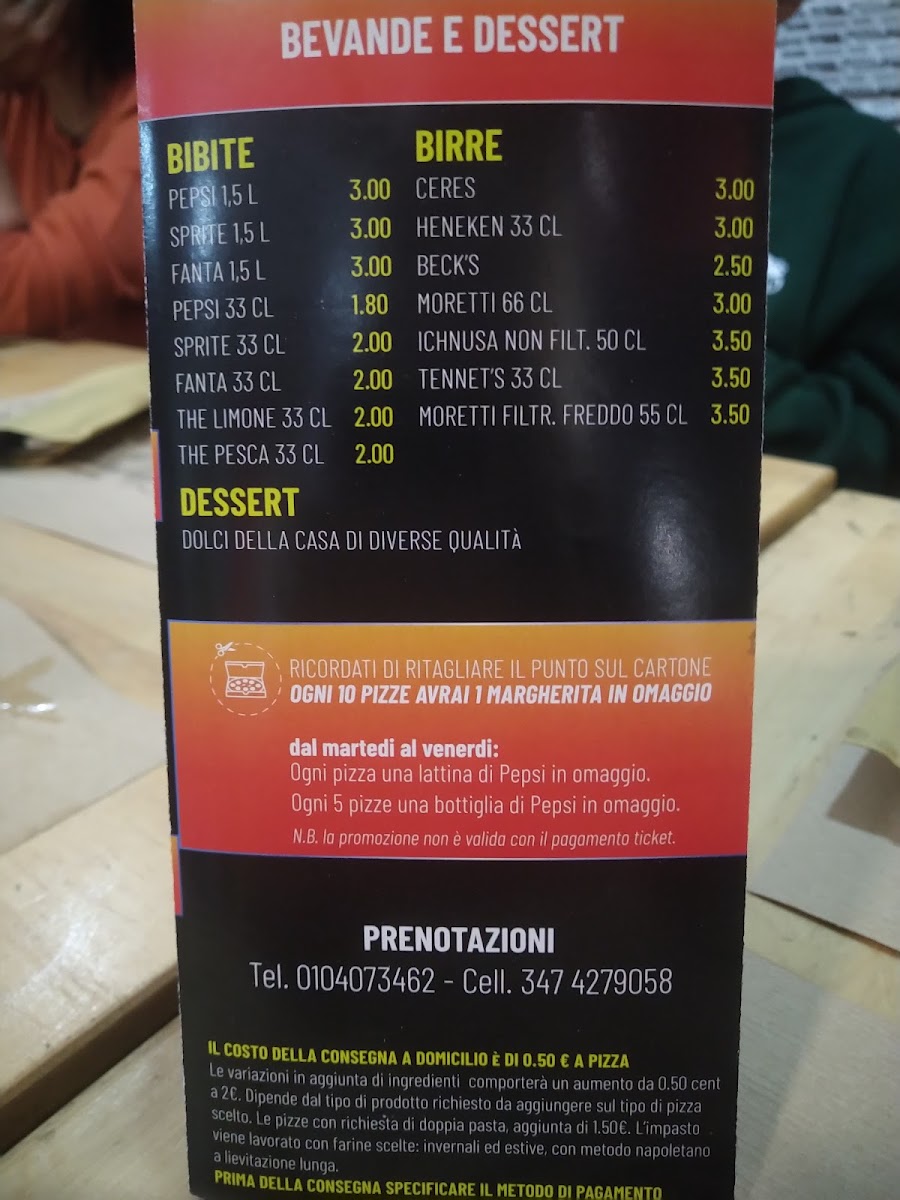 BEVANDE E DESSERT
BIBITE
PEPSI 1,5 L 3.00
SPRITE 1,5 L 3.00
FANTA 1,5 L 3.00
PEPSI 33 CL 1.80
SPRITE 33 CL 2.00
FANTA 33 CL 2.00
THE LIMONE 33 CL 2.00
THE PESCA 33 CL 2.00
BIRRE
CERES 3.00
HENEKEN 33 CL 3.00
BECK'S 2.50
MORETTI 66 CL 3.00
ICHNUSA NON FILT. 50 CL 3.50
TENNET'S 33 CL 3.50
MORETTI FILTR. FREDDO 55 CL 3.50
DESSERT
DOLCI DELLA CASA DI DIVERSE QUALITÀ
RICORDATI DI RITAGLIARE IL PUNTO SUL CARTONE
OGNI 10 PIZZE AVRAI 1 MARGHERITA IN OMAGGIO
dal martedi al venerdi:
Ogni pizza una lattina di Pepsi in omaggio.
Ogni 5 pizze una bottiglia di Pepsi in omaggio.
N.B. la promozione non è valida con il pagamento ticket.
PRENOTAZIONI
Tel. 0104073462 - Cell. 347 4279058
IL COSTO DELLA CONSEGNA A DOMICILIO È DI 0.50 € A PIZZA
Le variazioni in aggiunta di ingredienti comporterà un aumento da 0.50 cent
a 2€. Dipende dal tipo di prodotto richiesto da aggiungere sul tipo di pizza
scelto. Le pizze con richiesta di doppia pasta, aggiunta di 1.50€. L'impasto
viene lavorato con farine scelte: invernali ed estive, con metodo napoletano
a lievitazione lunga.
PRIMA DELLA CONSEGNA SPECIFICARE IL METODO DI PAGAMENTO